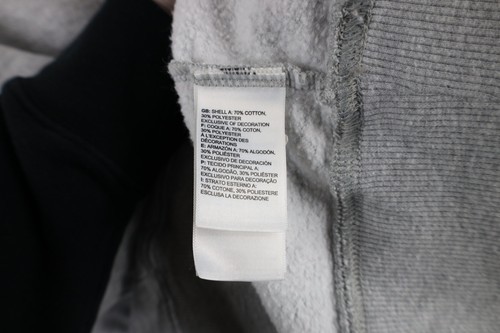 GB: SHELL A: 70% COTTON,
30% POLYESTER
EXCLUSIVE OF DECORATION
F: COQUE A: 70% COTON,
30% POLYESTER
A L'EXCEPTION DES
DÉCORATIONS
E: ARMAZÓN A: 70% ALGODÓN,
30% POLIÉSTER
EXCLUSIVO DE DECORACIÓN
P: TECIDO PRINCIPAL A:
70% ALGODÃO, 30% POLIÉSTER
EXCLUSIVO PARA DECORAÇÃO
I: STRATO ESTERNO A:
70% COTONE, 30% POLIESTERE
ESCLUSA LA DECORAZIONE